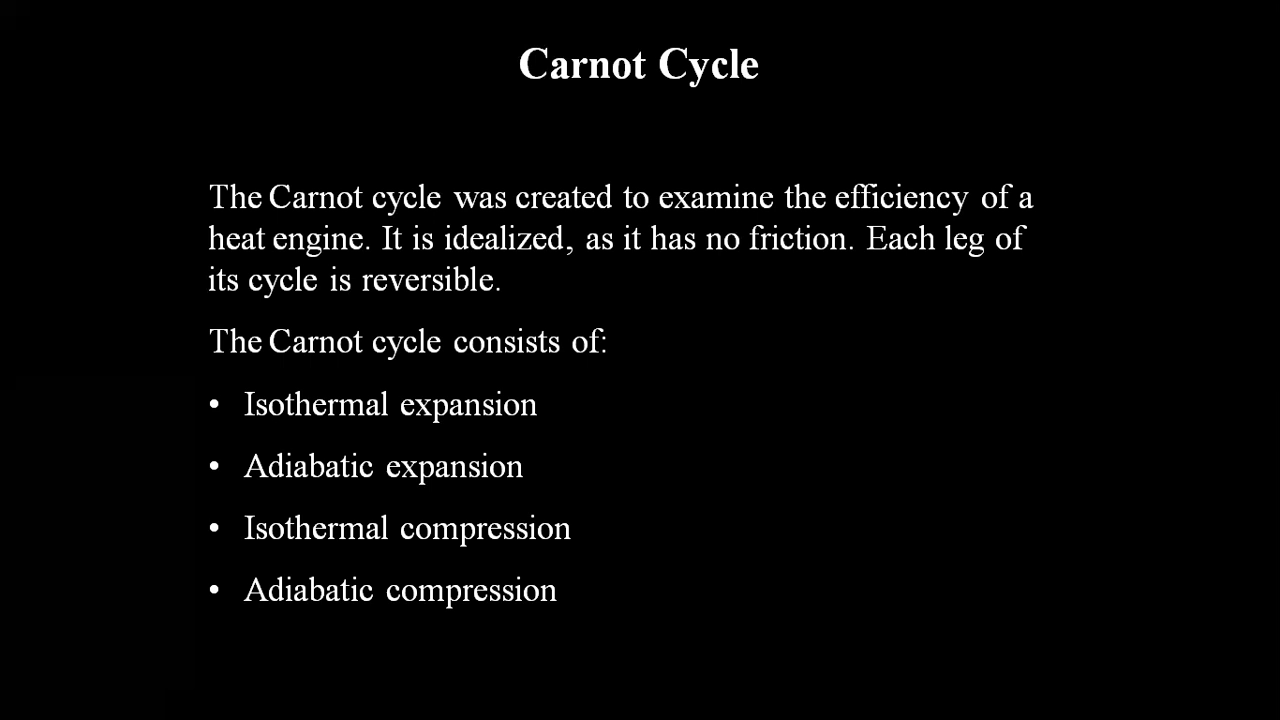 Carnot Cycle
The Carnot cycle was created to examine the efficiency of a
heat engine. It is idealized, as it has no friction. Each leg of
its cycle is reversible.
The Carnot cycle consists of:
• Isothermal expansion
• Adiabatic expansion
• Isothermal compression
• Adiabatic compression